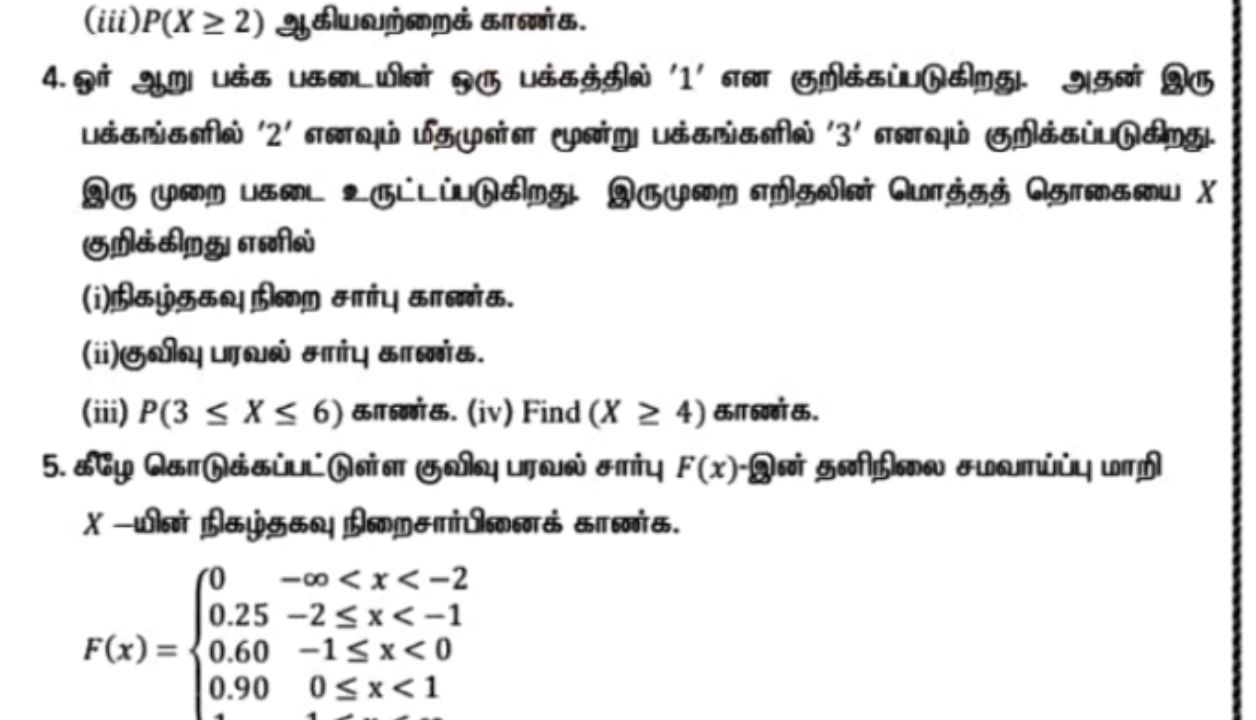 (iii)P(X ≥ 2) ஆகியவற்றைக் காண்க.
4. ஓர் ஆறு பக்க பகடையின் ஒரு பக்கத்தில் '1' என குறிக்கப்படுகிறது. அதன் இரு
பக்கங்களில் '2' எனவும் மீதமுள்ள மூன்று பக்கங்களில் '3' எனவும் குறிக்கப்படுகிறது.
இரு முறை பகடை உருட்டப்படுகிறது. இருமுறை எறிதலின் மொத்தத் தொகையை X
குறிக்கிறது எனில்
(i)நிகழ்தகவு நிறை சார்பு காண்க.
(ii)குவிவு பரவல் சார்பு காண்க.
(iii) P(3 ≤ X ≤ 6) காண்க. (iv) Find (X ≥ 4) காண்க.
5. கீழே கொடுக்கப்பட்டுள்ள குவிவு பரவல் சார்பு F(x)-இன் தனிநிலை சமவாய்ப்பு மாறி
X –யின் நிகழ்தகவு நிறைசார்பினைக் காண்க.
0 −∞ < x < −2
0.25 −2 ≤ x < −1
F(x) = { 0.60 −1 ≤ x < 0
0.90 0 ≤ x < 1